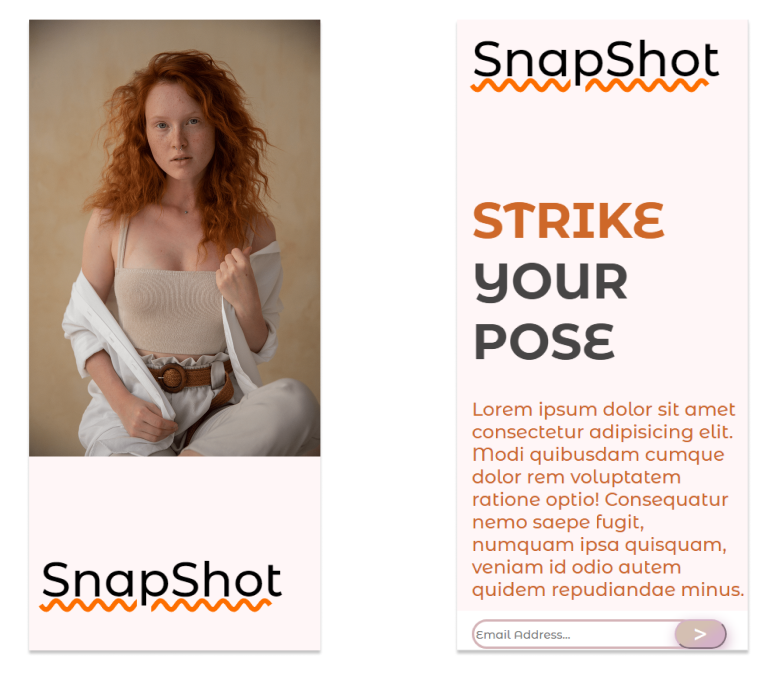 SnapShot
SnapShot
STRIKE
YOUR
POSE
Lorem ipsum dolor sit amet
consectetur adipisicing elit.
Modi quibusdam cumque
dolor rem voluptatem
ratione optio! Consequatur
nemo saepe fugit,
numquam ipsa quisquam,
veniam id odio autem
quidem repudiandae minus.
Email Address...
>